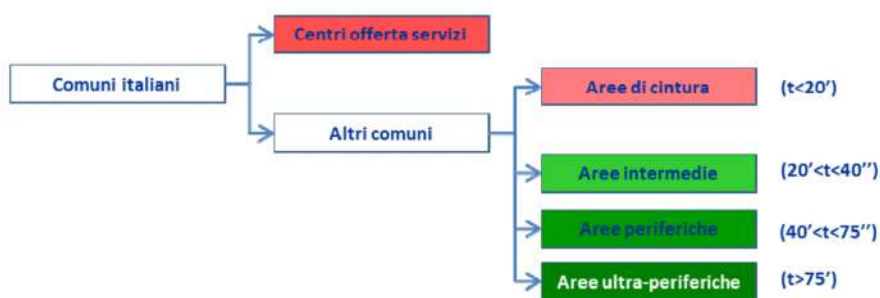 Centri offerta servizi
Comuni italiani
Aree di cintura (t<20')
Altri comuni
Aree intermedie (20'<t<40'')
Aree periferiche (40'<t<75'')
Aree ultra-periferiche (t>75')